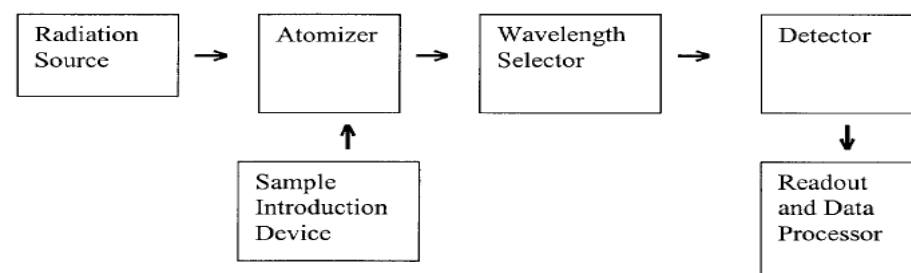 Radiation
Source
Atomizer
Wavelength
Selector
Detector
Sample
Introduction
Device
Readout
and Data
Processor